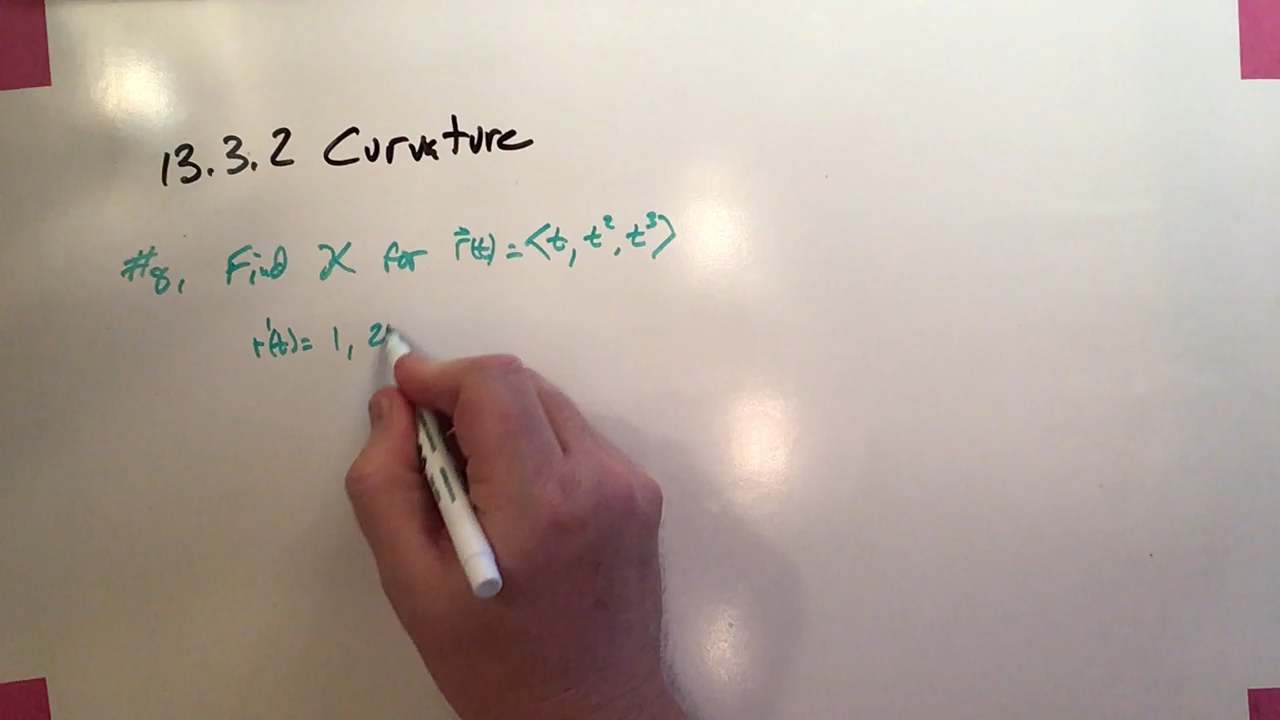 13.3.2 Curvature
#8, Find K for r⃗(t) = <t, t², t³>
r'(t) = 1, 2